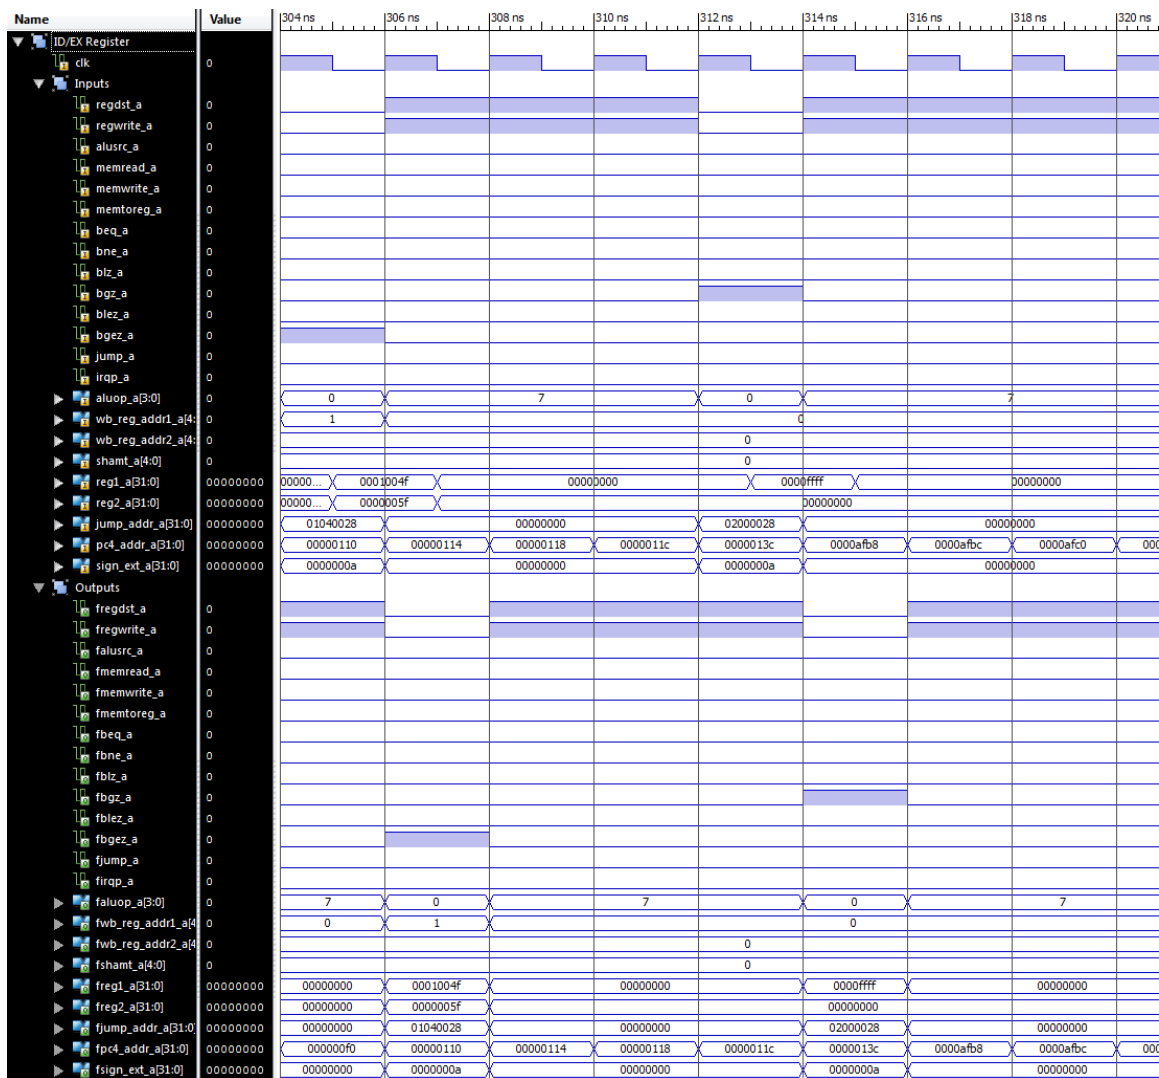 Name Value 304 ns 306 ns 308 ns 310 ns 312 ns 314 ns 316 ns 318 ns 320 ns
ID/EX Register
clk 0
Inputs
regdst_a 0
regwrite_a 0
alusrc_a 0
memread_a 0
memwrite_a 0
memtoreg_a 0
beq_a 0
bne_a 0
blz_a 0
bgz_a 0
blez_a 0
bgez_a 0
jump_a 0
irqp_a 0
aluop_a[3:0] 0 0 7 0 7
wb_reg_addr1_a[4: 0 1 0
wb_reg_addr2_a[4: 0 0
shamt_a[4:0] 0 0
reg1_a[31:0] 00000000 00000... 0001004f 00000000 0000ffff 00000000
reg2_a[31:0] 00000000 00000... 0000005f 00000000
jump_addr_a[31:0] 00000000 01040028 00000000 02000028 00000000
pc4_addr_a[31:0] 00000000 00000110 00000114 00000118 0000011c 0000013c 0000afb8 0000afbc 0000afc0 000
sign_ext_a[31:0] 00000000 0000000a 00000000 0000000a 00000000
Outputs
fregdst_a 0
fregwrite_a 0
falusrc_a 0
fmemread_a 0
fmemwrite_a 0
fmemtoreg_a 0
fbeq_a 0
fbne_a 0
fblz_a 0
fbgz_a 0
fblez_a 0
fbgez_a 0
fjump_a 0
firqp_a 0
faluop_a[3:0] 0 7 0 7 0 7
fwb_reg_addr1_a[4 0 0 1 0
fwb_reg_addr2_a[4 0 0
fshamt_a[4:0] 0 0
freg1_a[31:0] 00000000 00000000 0001004f 00000000 0000ffff 00000000
freg2_a[31:0] 00000000 00000000 0000005f 00000000
fjump_addr_a[31:0 00000000 00000000 01040028 00000000 02000028 00000000
fpc4_addr_a[31:0] 00000000 000000f0 00000110 00000114 00000118 0000011c 0000013c 0000afb8 0000afbc 000
fsign_ext_a[31:0] 00000000 00000000 0000000a 00000000 0000000a 00000000